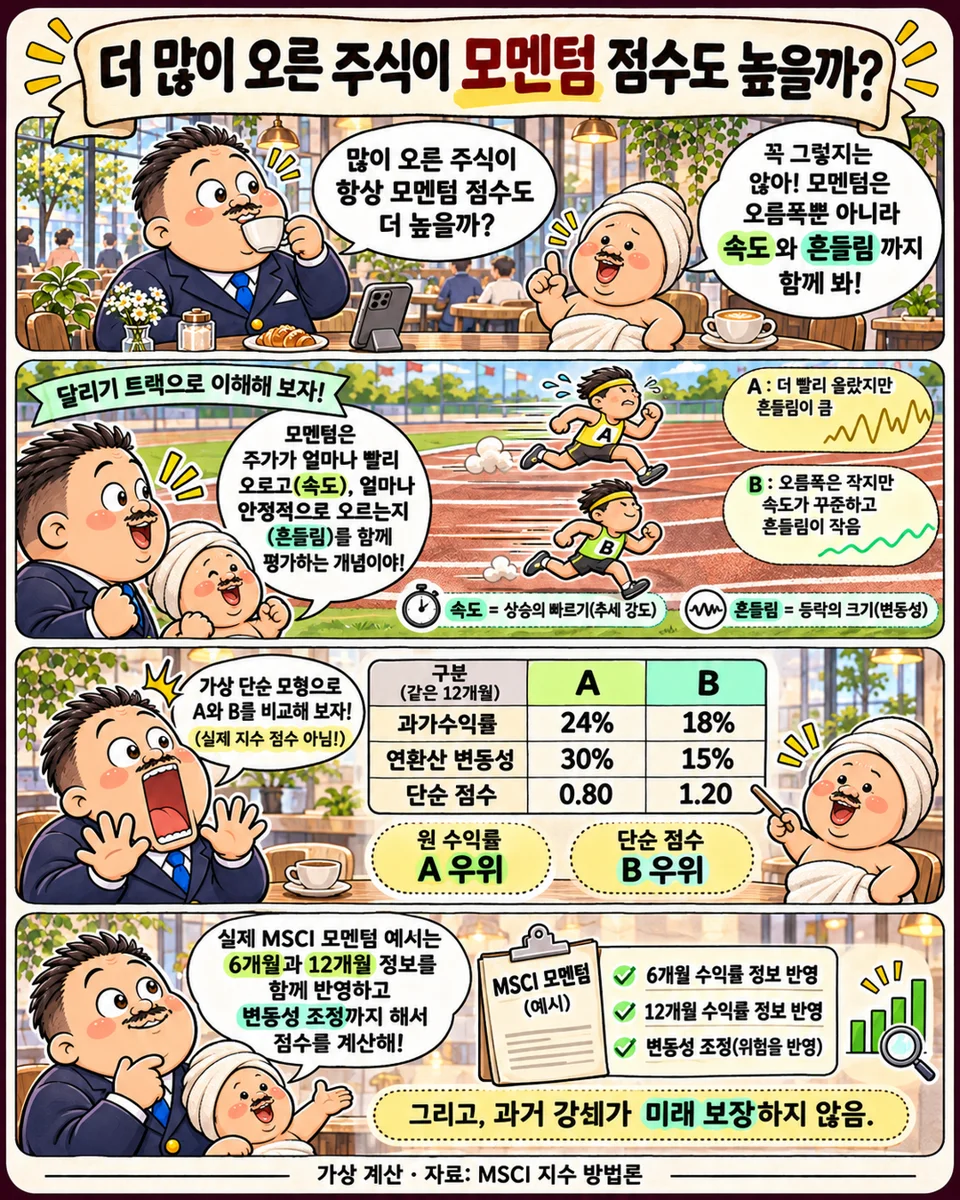 더 많이 오른 주식이 모멘텀 점수도 높을까?
많이 오른 주식이
항상 모멘텀 점수도
더 높을까?
꼭 그렇지는
않아! 모멘텀은
오름폭뿐 아니라
속도와 흔들림까지
함께 봐!
달리기 트랙으로 이해해 보자!
모멘텀은
주가가 얼마나 빨리
오로고(속도), 얼마나
안정적으로 오르는지
(흔들림)를 함께
평가하는 개념이야!
A
B
A : 더 빨리 올랐지만
흔들림이 큼
B : 오름폭은 작지만
속도가 꾸준하고
흔들림이 작음
속도 = 상승의 빠르기(추세 강도)
흔들림 = 등락의 크기(변동성)
가상 단순 모형으로
A와 B를 비교해 보자!
(실제 지수 점수 아님!)
구분
(같은 12개월)
A
B
과가수익률 24% 18%
연환산 변동성 30% 15%
단순 점수 0.80 1.20
원 수익률
A 우위
단순 점수
B 우위
실제 MSCI 모멘텀 예서는
6개월과 12개월 정보를
함께 반영하고
변동성 조정까지 해서
점수를 계산해!
MSCI 모멘텀
(예시)
6개월 수익률 정보 반영
12개월 수익률 정보 반영
변동성 조정(위험을 반영)
그리고, 과거 강세가 미래 보장하지 않음.
가상 계산 · 자료: MSCI 지수 방법론